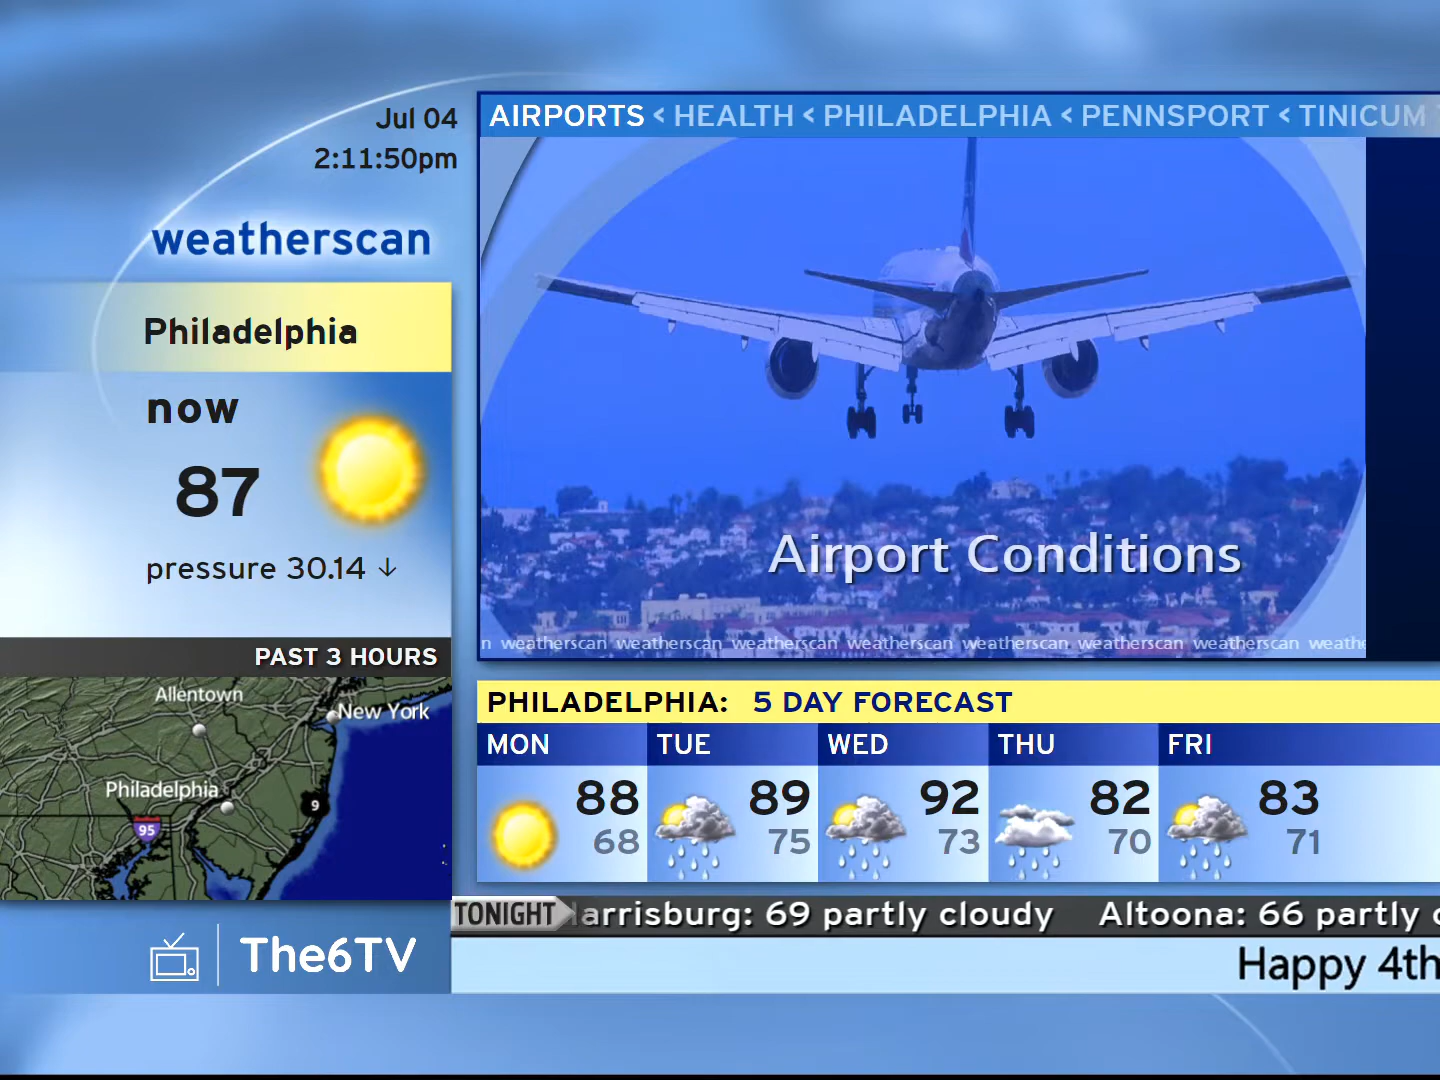 Jul 04
2:11:50pm
weatherscan
Philadelphia
now
87
pressure 30.14 ↓
PAST 3 HOURS
Allentown
New York
Philadelphia
95
9
The6TV
AIRPORTS < HEALTH < PHILADELPHIA < PENNSPORT < TINICUM
Airport Conditions
n weatherscan weatherscan weatherscan weatherscan weatherscan weatherscan weatherscan weathe
PHILADELPHIA: 5 DAY FORECAST
MON TUE WED THU FRI
88 89 92 82 83
68 75 73 70 71
TONIGHT arrisburg: 69 partly cloudy Altoona: 66 partly c
Happy 4th